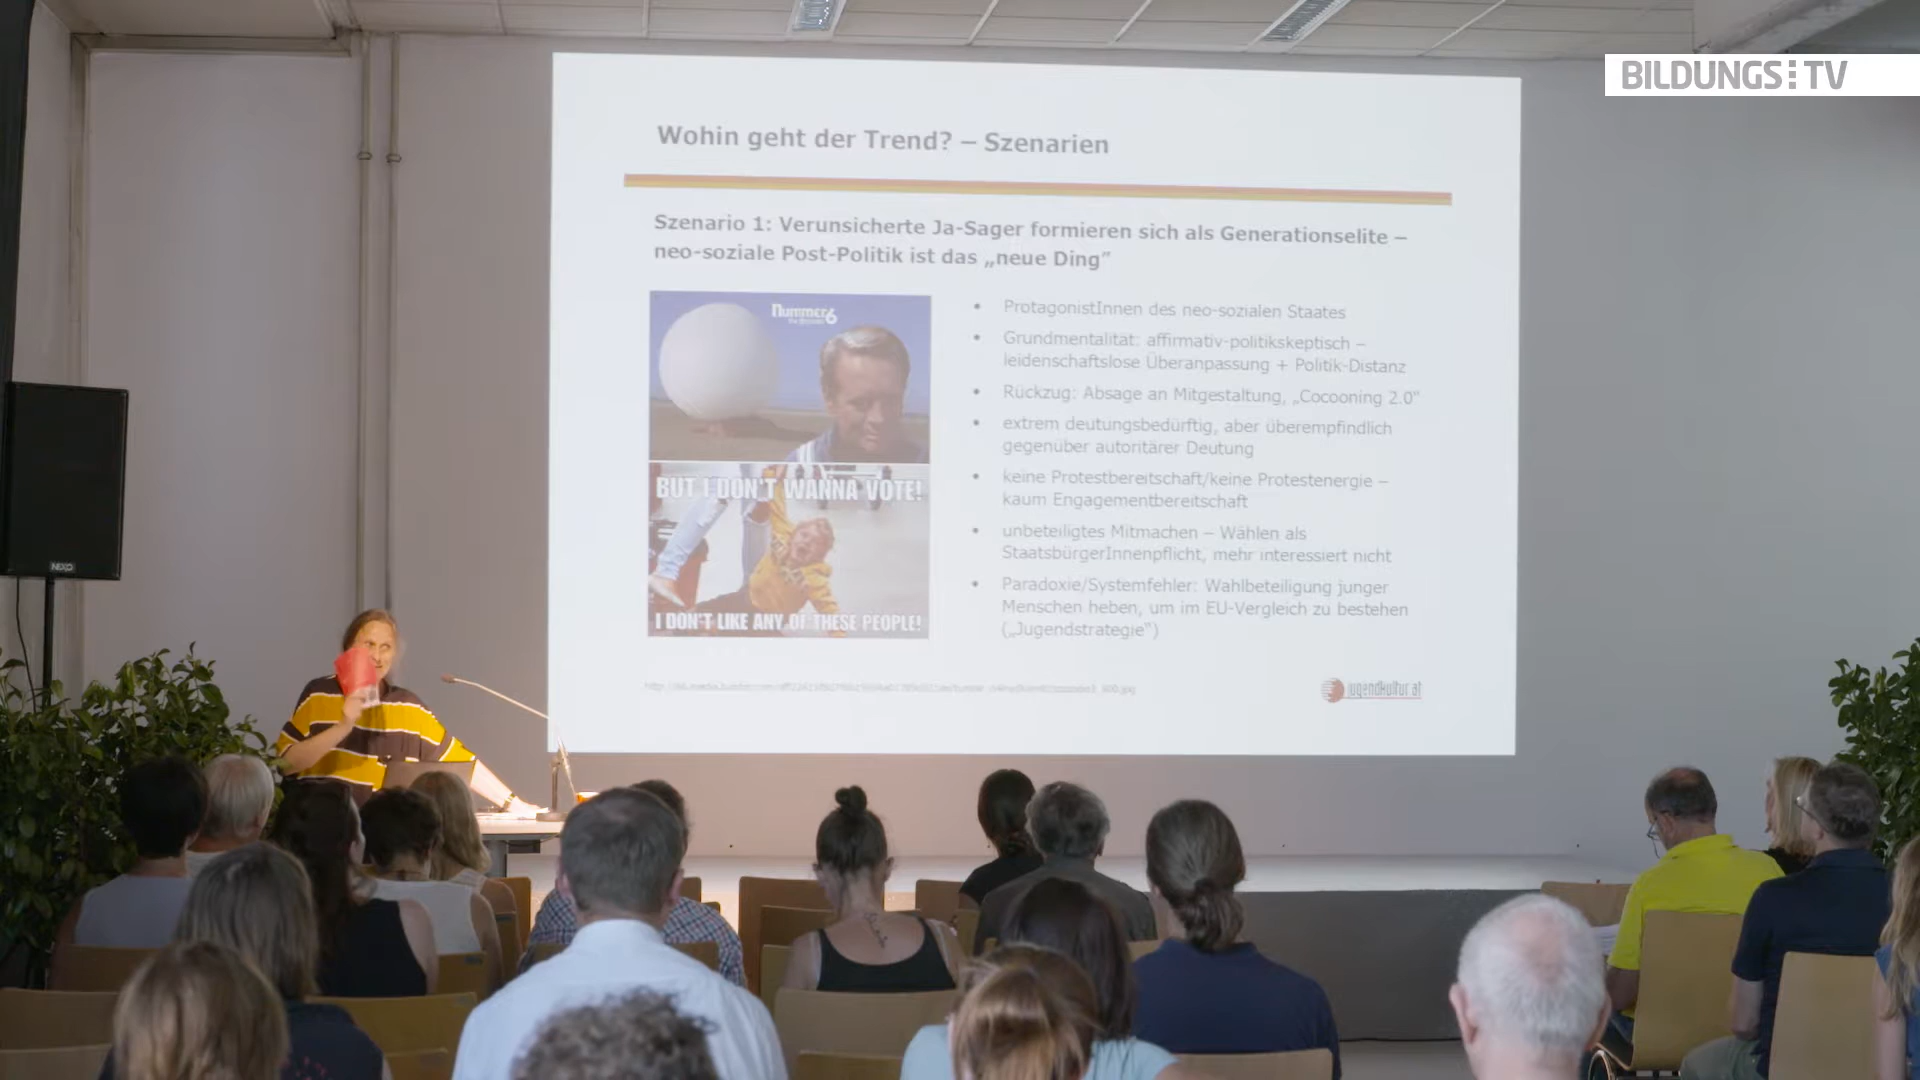 BILDUNGS:TV
Wohin geht der Trend? – Szenarien
Szenario 1: Verunsicherte Ja-Sager formieren sich als Generationselite –
neo-soziale Post-Politik ist das „neue Ding"
Nummer6
BUT I DON'T WANNA VOTE!
I DON'T LIKE ANY OF THESE PEOPLE!
• ProtagonistInnen des neo-sozialen Staates
• Grundmentalität: affirmativ-politikskeptisch –
leidenschaftslose Überanpassung + Politik-Distanz
• Rückzug: Absage an Mitgestaltung, „Cocooning 2.0"
• extrem deutungsbedürftig, aber überempfindlich
gegenüber autoritärer Deutung
• keine Protestbereitschaft/keine Protestenergie –
kaum Engagementbereitschaft
• unbeteiligtes Mitmachen – Wählen als
StaatsbürgerInnenpflicht, mehr interessiert nicht
• Paradoxie/Systemfehler: Wahlbeteiligung junger
Menschen heben, um im EU-Vergleich zu bestehen
(„Jugendstrategie")
jugendkultur.at
NIXO